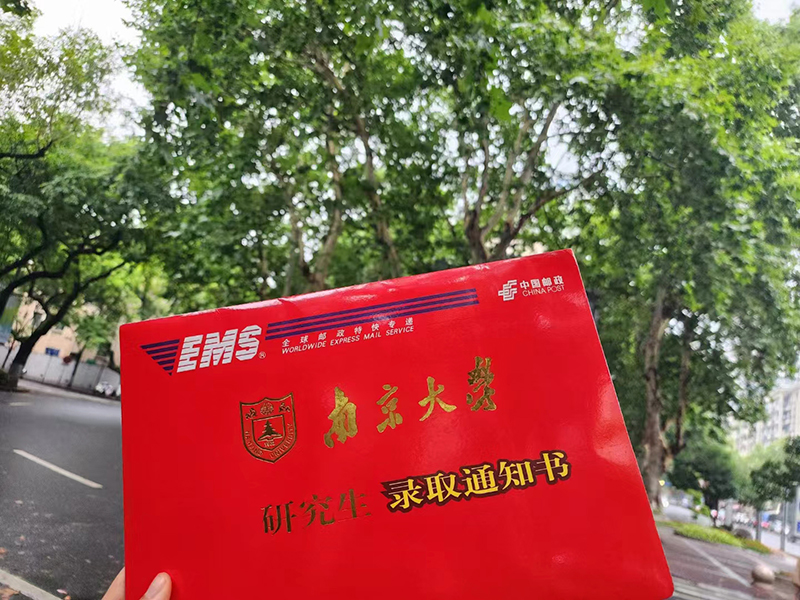 EMS
全球邮政特快专递
WORLDWIDE EXPRESS MAIL SERVICE
中国邮政
CHINA POST
南京大学
研究生 录取通知书